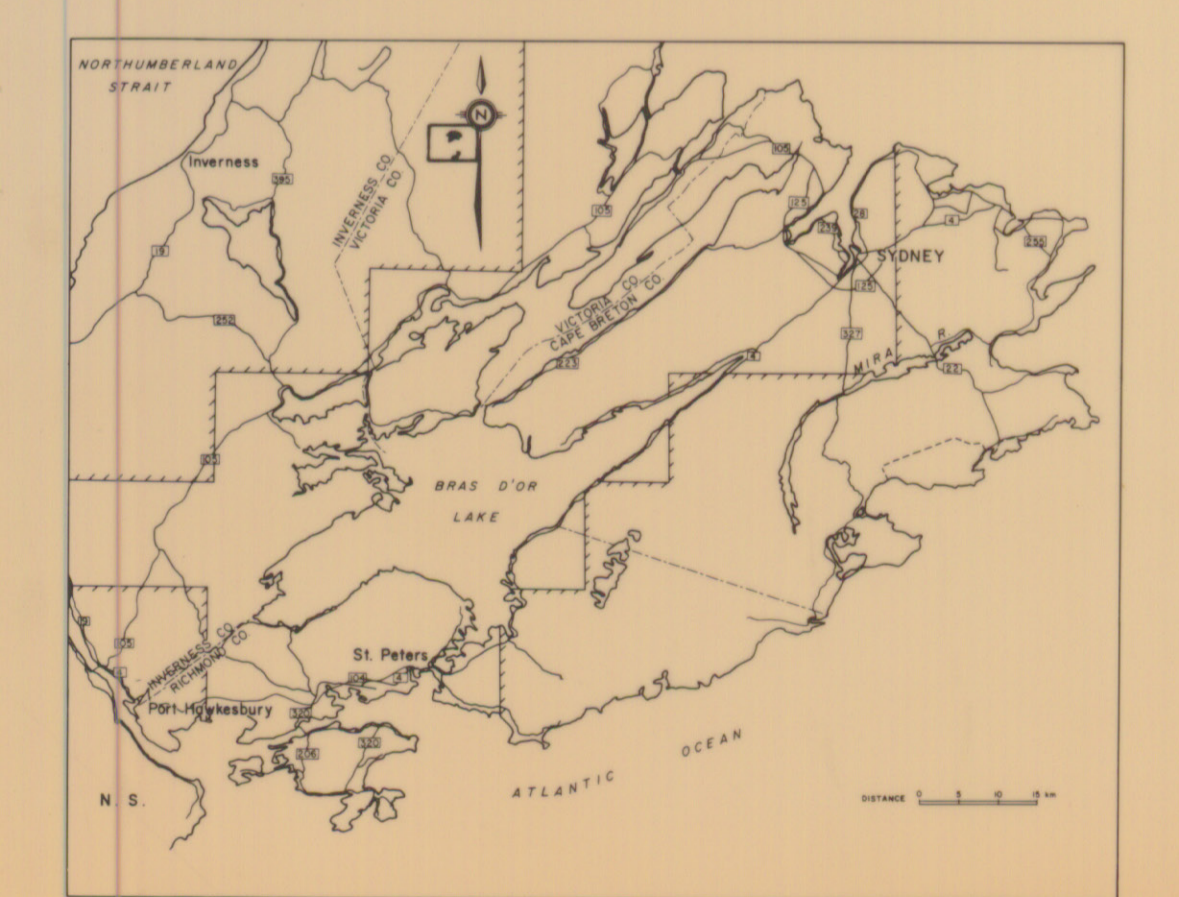 NORTHUMBERLAND
STRAIT
N
Inverness
395
INVERNESS CO.
VICTORIA CO.
105
105
125
28
239
4
255
SYDNEY
125
19
252
VICTORIA CO.
CAPE BRETON CO.
223
327
4
MIRA R.
22
105
BRAS D'OR
LAKE
19
105
INVERNESS CO.
RICHMOND CO.
St. Peters
104
4
Port Hawkesbury
320
206
320
OCEAN
ATLANTIC
N. S.
DISTANCE 0 5 10 15 km